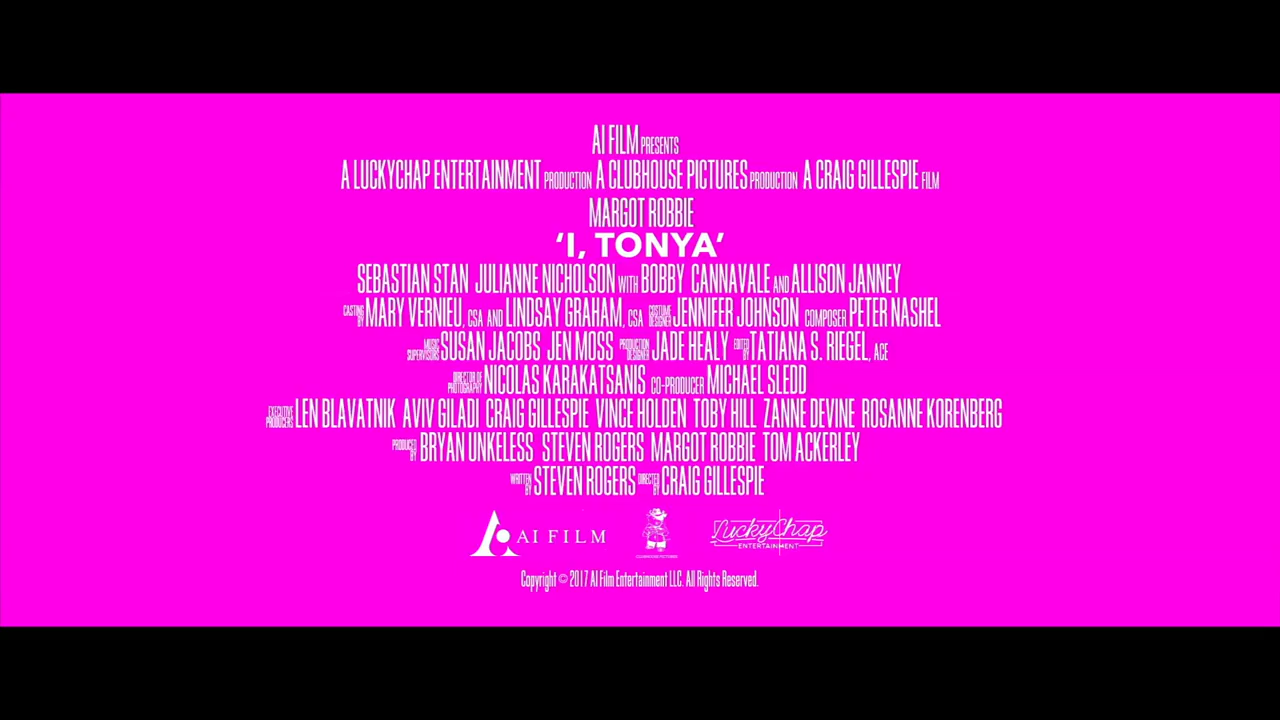 AI FILM PRESENTS
A LUCKYCHAP ENTERTAINMENT PRODUCTION A CLUBHOUSE PICTURES PRODUCTION A CRAIG GILLESPIE FILM
MARGOT ROBBIE
‘I, TONYA’
SEBASTIAN STAN JULIANNE NICHOLSON WITH BOBBY CANNAVALE AND ALLISON JANNEY
CASTING BY MARY VERNIEU, CSA AND LINDSAY GRAHAM, CSA COSTUME DESIGNER JENNIFER JOHNSON COMPOSER PETER NASHEL
MUSIC SUPERVISORS SUSAN JACOBS JEN MOSS PRODUCTION DESIGNER JADE HEALY EDITED BY TATIANA S. RIEGEL, ACE
DIRECTOR OF PHOTOGRAPHY NICOLAS KARAKATSANIS CO-PRODUCER MICHAEL SLEDD
EXECUTIVE PRODUCERS LEN BLAVATNIK AVIV GILADI CRAIG GILLESPIE VINCE HOLDEN TOBY HILL ZANNE DEVINE ROSANNE KORENBERG
PRODUCED BY BRYAN UNKELESS STEVEN ROGERS MARGOT ROBBIE TOM ACKERLEY
WRITTEN BY STEVEN ROGERS DIRECTED BY CRAIG GILLESPIE
AI FILM
CLUBHOUSE PICTURES
LuckyChap
ENTERTAINMENT
Copyright © 2017 AI Film Entertainment LLC. All Rights Reserved.